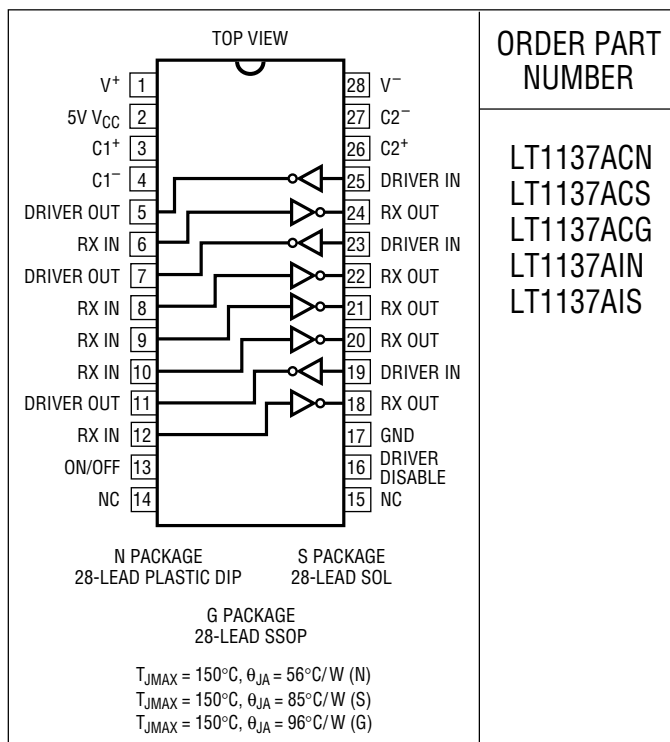 TOP VIEW
V+ 1
5V VCC 2
C1+ 3
C1− 4
DRIVER OUT 5
RX IN 6
DRIVER OUT 7
RX IN 8
RX IN 9
RX IN 10
DRIVER OUT 11
RX IN 12
ON/OFF 13
NC 14
28 V−
27 C2−
26 C2+
25 DRIVER IN
24 RX OUT
23 DRIVER IN
22 RX OUT
21 RX OUT
20 RX OUT
19 DRIVER IN
18 RX OUT
17 GND
16 DRIVER
DISABLE
15 NC
N PACKAGE
28-LEAD PLASTIC DIP
S PACKAGE
28-LEAD SOL
G PACKAGE
28-LEAD SSOP
TJMAX = 150°C, θJA = 56°C/W (N)
TJMAX = 150°C, θJA = 85°C/W (S)
TJMAX = 150°C, θJA = 96°C/W (G)
ORDER PART
NUMBER
LT1137ACN
LT1137ACS
LT1137ACG
LT1137AIN
LT1137AIS